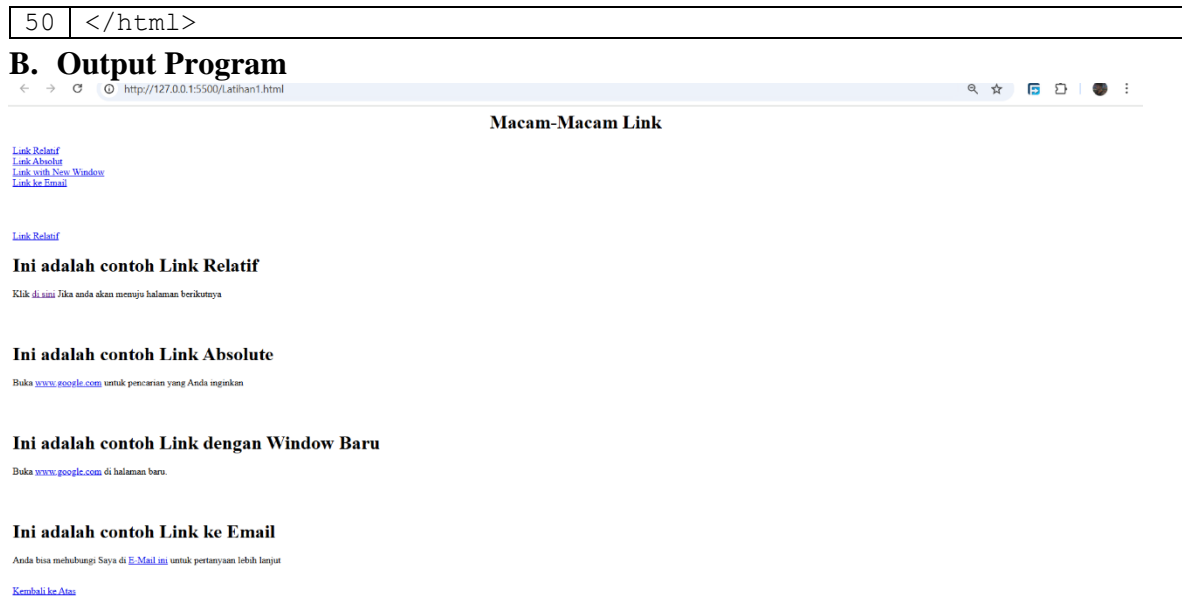 50 </html>
B. Output Program
http://127.0.0.1:5500/Latihan1.html
Macam-Macam Link
Link Relatif
Link Absolut
Link with New Window
Link ke Email
Link Relatif
Ini adalah contoh Link Relatif
Klik di sini Jika anda akan menuju halaman berikutnya
Ini adalah contoh Link Absolute
Buka www.google.com untuk pencarian yang Anda inginkan
Ini adalah contoh Link dengan Window Baru
Buka www.google.com di halaman baru.
Ini adalah contoh Link ke Email
Anda bisa mehubungi Saya di E-Mail ini untuk pertanyaan lebih lanjut
Kembali ke Atas